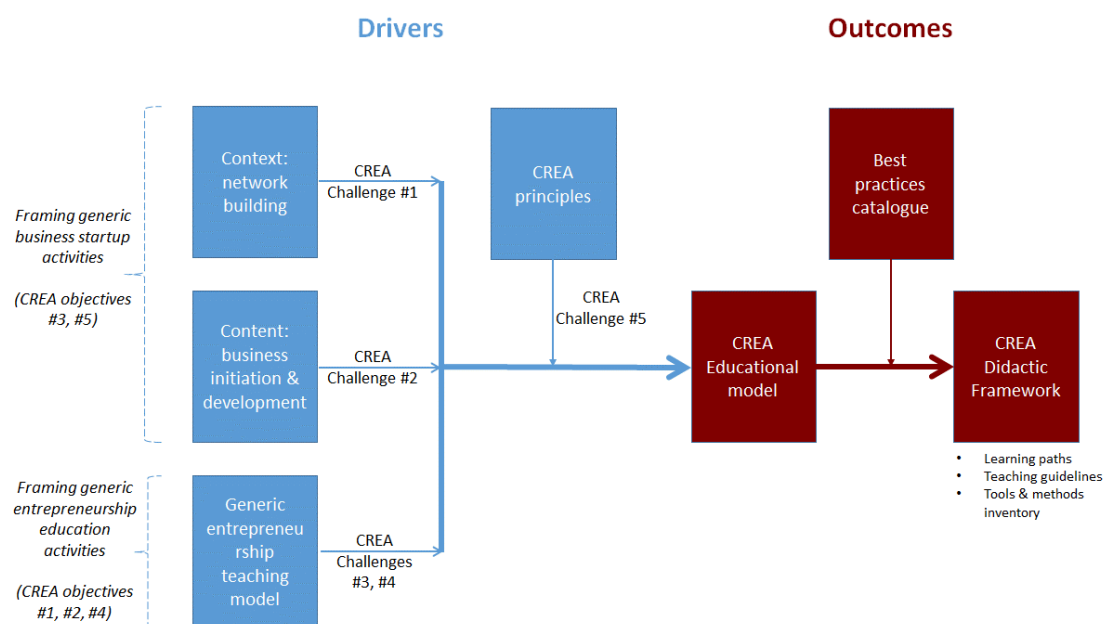 Drivers
Outcomes
Framing generic
business startup
activities
(CREA objectives
#3, #5)
Context:
network
building
CREA
Challenge #1
CREA
principles
Best
practices
catalogue
Content:
business
initiation &
development
CREA
Challenge #2
CREA
Challenge #5
CREA
Educational
model
CREA
Didactic
Framework
• Learning paths
• Teaching guidelines
• Tools & methods
inventory
Framing generic
entrepreneurship
education
activities
(CREA objectives
#1, #2, #4)
Generic
entrepreneu
rship
teaching
model
CREA
Challenges
#3, #4